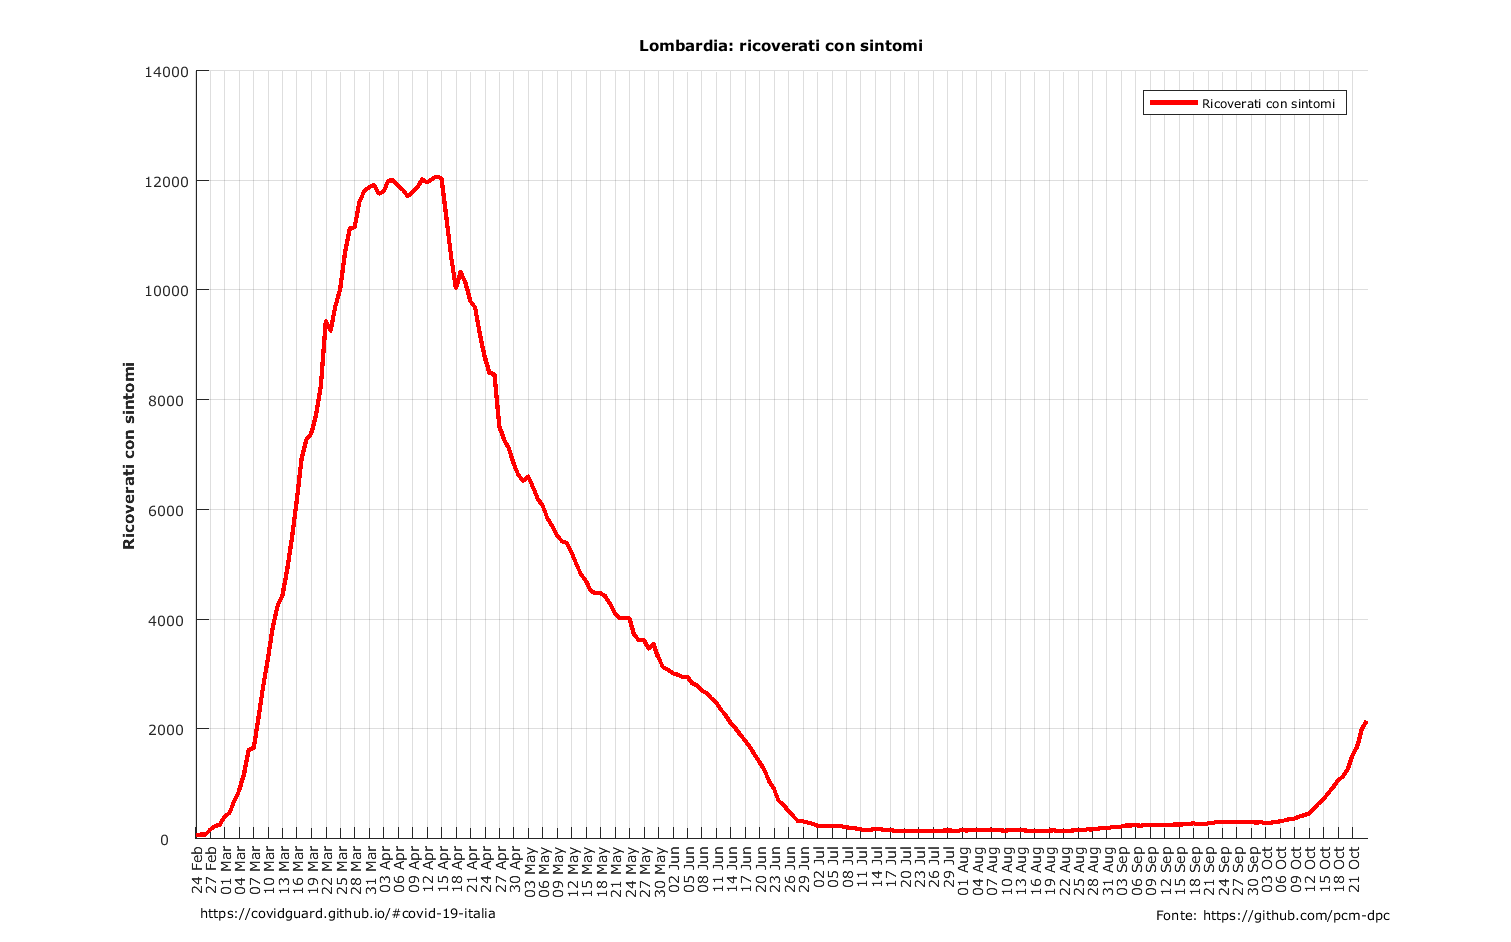 Lombardia: ricoverati con sintomi
Ricoverati con sintomi
Ricoverati con sintomi
14000
12000
10000
8000
6000
4000
2000
0
24 Feb
27 Feb
01 Mar
04 Mar
07 Mar
10 Mar
13 Mar
16 Mar
19 Mar
22 Mar
25 Mar
28 Mar
31 Mar
03 Apr
06 Apr
09 Apr
12 Apr
15 Apr
18 Apr
21 Apr
24 Apr
27 Apr
30 Apr
03 May
06 May
09 May
12 May
15 May
18 May
21 May
24 May
27 May
30 May
02 Jun
05 Jun
08 Jun
11 Jun
14 Jun
17 Jun
20 Jun
23 Jun
26 Jun
29 Jun
02 Jul
05 Jul
08 Jul
11 Jul
14 Jul
17 Jul
20 Jul
23 Jul
26 Jul
29 Jul
01 Aug
04 Aug
07 Aug
10 Aug
13 Aug
16 Aug
19 Aug
22 Aug
25 Aug
28 Aug
31 Aug
03 Sep
06 Sep
09 Sep
12 Sep
15 Sep
18 Sep
21 Sep
24 Sep
27 Sep
30 Sep
03 Oct
06 Oct
09 Oct
12 Oct
15 Oct
18 Oct
21 Oct
https://covidguard.github.io/#covid-19-italia
Fonte: https://github.com/pcm-dpc